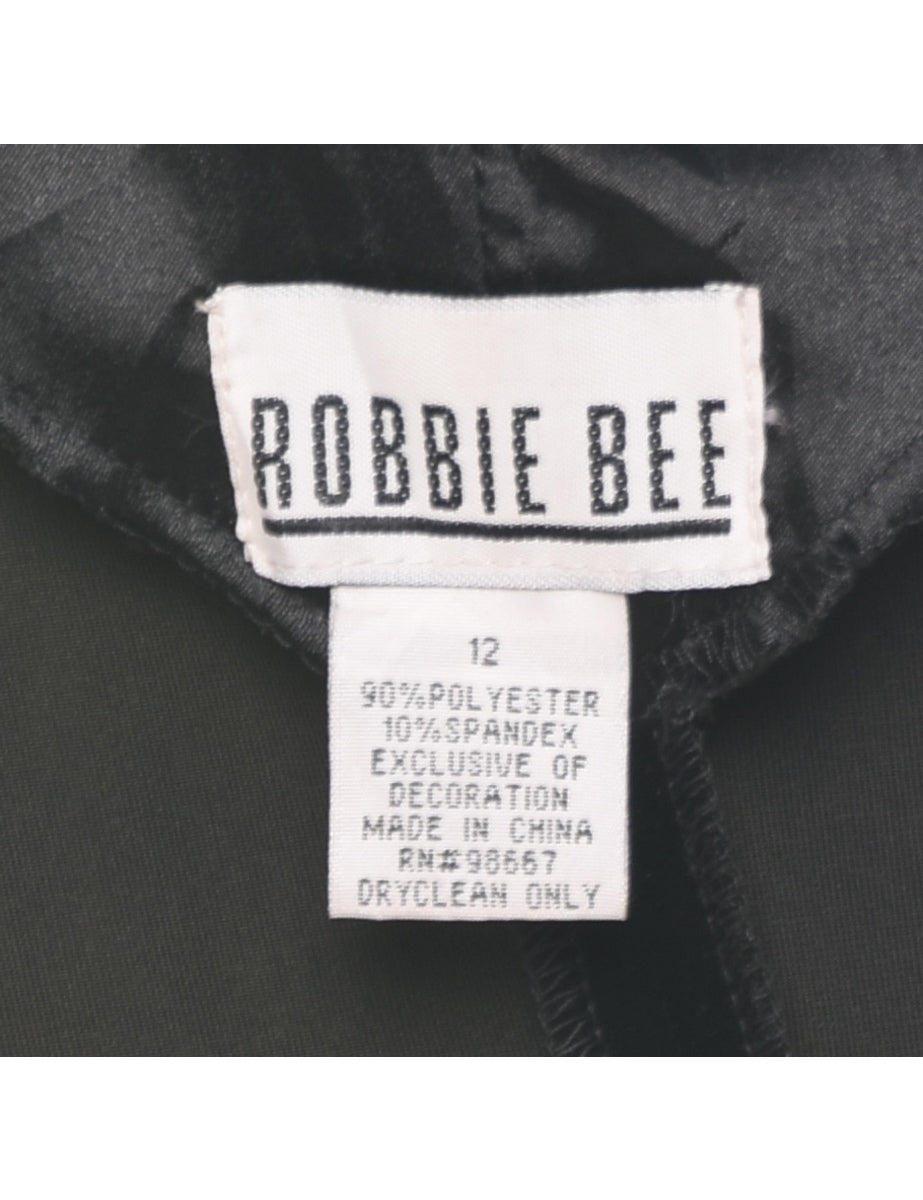 ROBBIE BEE
12
90%POLYESTER
10%SPANDEX
EXCLUSIVE OF
DECORATION
MADE IN CHINA
RN#98667
DRYCLEAN ONLY